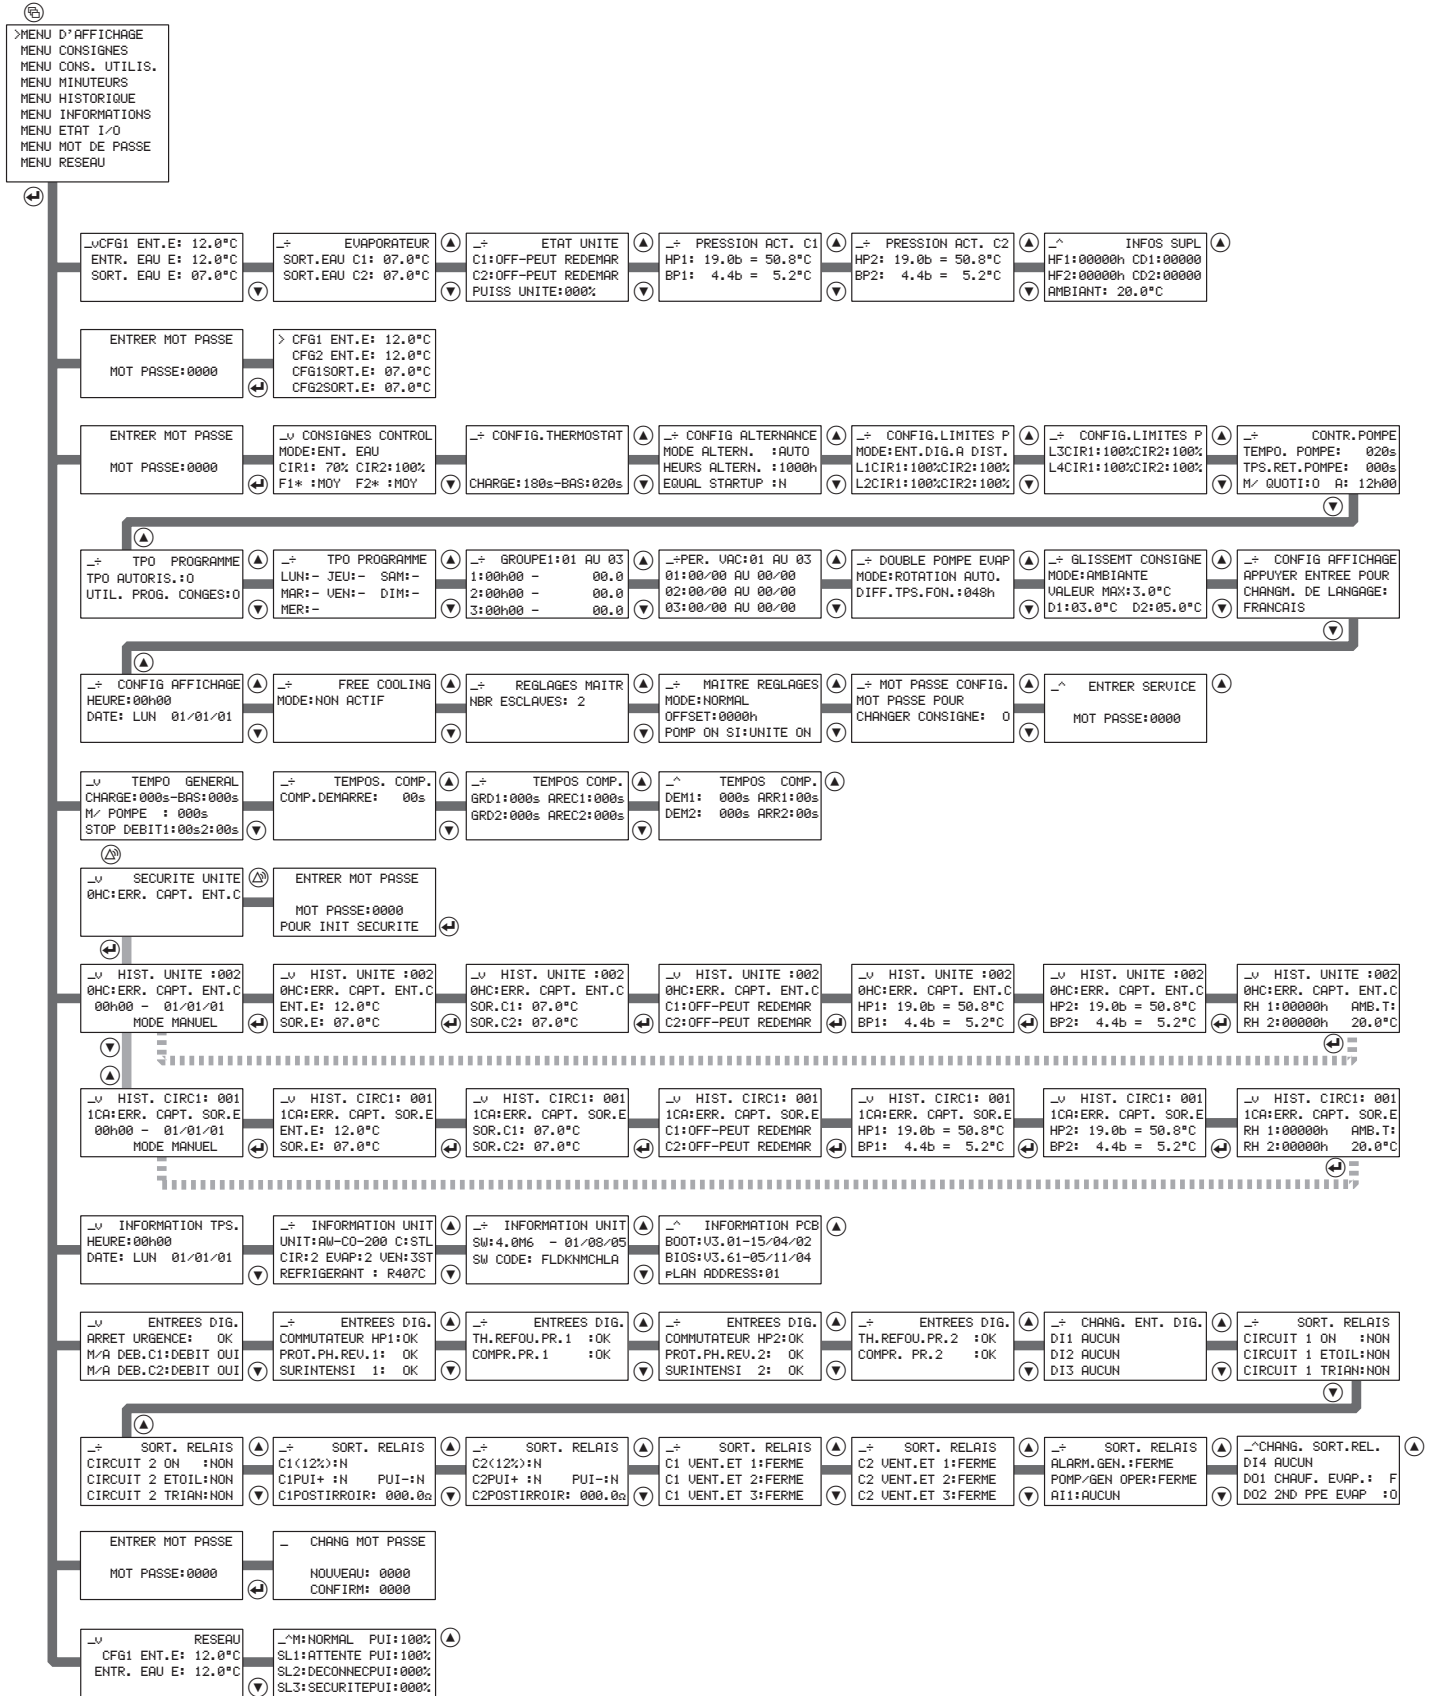 >MENU D'AFFICHAGE
MENU CONSIGNES
MENU CONS. UTILIS.
MENU MINUTEURS
MENU HISTORIQUE
MENU INFORMATIONS
MENU ETAT I/O
MENU MOT DE PASSE
MENU RESEAU
_vCFG1 ENT.E: 12.0°C
ENTR. EAU E: 12.0°C
SORT. EAU E: 07.0°C
_÷ EVAPORATEUR
SORT.EAU C1: 07.0°C
SORT.EAU C2: 07.0°C
_÷ ETAT UNITE
C1:OFF-PEUT REDEMAR
C2:OFF-PEUT REDEMAR
PUISS UNITE:000%
_÷ PRESSION ACT. C1
HP1: 19.0b = 50.8°C
BP1: 4.4b = 5.2°C
_÷ PRESSION ACT. C2
HP2: 19.0b = 50.8°C
BP2: 4.4b = 5.2°C
_^ INFOS SUPL
HF1:00000h CD1:00000
HF2:00000h CD2:00000
AMBIANT: 20.0°C
ENTRER MOT PASSE
MOT PASSE:0000
> CFG1 ENT.E: 12.0°C
CFG2 ENT.E: 12.0°C
CFG1SORT.E: 07.0°C
CFG2SORT.E: 07.0°C
ENTRER MOT PASSE
MOT PASSE:0000
_v CONSIGNES CONTROL
MODE:ENT. EAU
CIR1: 70% CIR2:100%
F1* :MOY F2* :MOY
_÷ CONFIG.THERMOSTAT
CHARGE:180s-BAS:020s
_÷ CONFIG ALTERNANCE
MODE ALTERN. :AUTO
HEURS ALTERN. :1000h
EQUAL STARTUP :N
_÷ CONFIG.LIMITES P
MODE:ENT.DIG.A DIST.
L1CIR1:100%CIR2:100%
L2CIR1:100%CIR2:100%
_÷ CONFIG.LIMITES P
L3CIR1:100%CIR2:100%
L4CIR1:100%CIR2:100%
_÷ CONTR.POMPE
TEMPO. POMPE: 020s
TPS.RET.POMPE: 000s
M/ QUOTI:O A: 12h00
_÷ TPO PROGRAMME
TPO AUTORIS.:O
UTIL. PROG. CONGES:O
_÷ TPO PROGRAMME
LUN:- JEU:- SAM:-
MAR:- VEN:- DIM:-
MER:-
_÷ GROUPE1:01 AU 03
1:00h00 - 00.0
2:00h00 - 00.0
3:00h00 - 00.0
_÷PER. VAC:01 AU 03
01:00/00 AU 00/00
02:00/00 AU 00/00
03:00/00 AU 00/00
_÷ DOUBLE POMPE EVAP
MODE:ROTATION AUTO.
DIFF.TPS.FON.:048h
_÷ GLISSEMT CONSIGNE
MODE:AMBIANTE
VALEUR MAX:3.0°C
D1:03.0°C D2:05.0°C
_÷ CONFIG AFFICHAGE
APPUYER ENTREE POUR
CHANGM. DE LANGAGE:
FRANCAIS
_÷ CONFIG AFFICHAGE
HEURE:00h00
DATE: LUN 01/01/01
_÷ FREE COOLING
MODE:NON ACTIF
_÷ REGLAGES MAITR
NBR ESCLAVES: 2
_÷ MAITRE REGLAGES
MODE:NORMAL
OFFSET:0000h
POMP ON SI:UNITE ON
_÷ MOT PASSE CONFIG.
MOT PASSE POUR
CHANGER CONSIGNE: O
_^ ENTRER SERVICE
MOT PASSE:0000
_v TEMPO GENERAL
CHARGE:000s-BAS:000s
M/ POMPE : 000s
STOP DEBIT1:00s2:00s
_÷ TEMPOS. COMP.
COMP.DEMARRE: 00s
_÷ TEMPOS COMP.
GRD1:000s AREC1:000s
GRD2:000s AREC2:000s
_^ TEMPOS COMP.
DEM1: 000s ARR1:00s
DEM2: 000s ARR2:00s
_v SECURITE UNITE
0HC:ERR. CAPT. ENT.C
ENTRER MOT PASSE
MOT PASSE:0000
POUR INIT SECURITE
_v HIST. UNITE :002
0HC:ERR. CAPT. ENT.C
00h00 - 01/01/01
MODE MANUEL
_v HIST. UNITE :002
0HC:ERR. CAPT. ENT.C
ENT.E: 12.0°C
SOR.E: 07.0°C
_v HIST. UNITE :002
0HC:ERR. CAPT. ENT.C
SOR.C1: 07.0°C
SOR.C2: 07.0°C
_v HIST. UNITE :002
0HC:ERR. CAPT. ENT.C
C1:OFF-PEUT REDEMAR
C2:OFF-PEUT REDEMAR
_v HIST. UNITE :002
0HC:ERR. CAPT. ENT.C
HP1: 19.0b = 50.8°C
BP1: 4.4b = 5.2°C
_v HIST. UNITE :002
0HC:ERR. CAPT. ENT.C
HP2: 19.0b = 50.8°C
BP2: 4.4b = 5.2°C
_v HIST. UNITE :002
0HC:ERR. CAPT. ENT.C
RH 1:00000h AMB.T:
RH 2:00000h 20.0°C
_v HIST. CIRC1: 001
1CA:ERR. CAPT. SOR.E
00h00 - 01/01/01
MODE MANUEL
_v HIST. CIRC1: 001
1CA:ERR. CAPT. SOR.E
ENT.E: 12.0°C
SOR.E: 07.0°C
_v HIST. CIRC1: 001
1CA:ERR. CAPT. SOR.E
SOR.C1: 07.0°C
SOR.C2: 07.0°C
_v HIST. CIRC1: 001
1CA:ERR. CAPT. SOR.E
C1:OFF-PEUT REDEMAR
C2:OFF-PEUT REDEMAR
_v HIST. CIRC1: 001
1CA:ERR. CAPT. SOR.E
HP1: 19.0b = 50.8°C
BP1: 4.4b = 5.2°C
_v HIST. CIRC1: 001
1CA:ERR. CAPT. SOR.E
HP2: 19.0b = 50.8°C
BP2: 4.4b = 5.2°C
_v HIST. CIRC1: 001
1CA:ERR. CAPT. SOR.E
RH 1:00000h AMB.T:
RH 2:00000h 20.0°C
_v INFORMATION TPS.
HEURE:00h00
DATE: LUN 01/01/01
_÷ INFORMATION UNIT
UNIT:AW-CO-200 C:STL
CIR:2 EVAP:2 VEN:3ST
REFRIGERANT : R407C
_÷ INFORMATION UNIT
SW:4.0M6 - 01/08/05
SW CODE: FLDKNMCHLA
_^ INFORMATION PCB
BOOT:V3.01-15/04/02
BIOS:V3.61-05/11/04
pLAN ADDRESS:01
_v ENTREES DIG.
ARRET URGENCE: OK
M/A DEB.C1:DEBIT OUI
M/A DEB.C2:DEBIT OUI
_÷ ENTREES DIG.
COMMUTATEUR HP1:OK
PROT.PH.REV.1: OK
SURINTENSI 1: OK
_÷ ENTREES DIG.
TH.REFOU.PR.1 :OK
COMPR.PR.1 :OK
_÷ ENTREES DIG.
COMMUTATEUR HP2:OK
PROT.PH.REV.2: OK
SURINTENSI 2: OK
_÷ ENTREES DIG.
TH.REFOU.PR.2 :OK
COMPR. PR.2 :OK
_÷ CHANG. ENT. DIG.
DI1 AUCUN
DI2 AUCUN
DI3 AUCUN
_÷ SORT. RELAIS
CIRCUIT 1 ON :NON
CIRCUIT 1 ETOIL:NON
CIRCUIT 1 TRIAN:NON
_÷ SORT. RELAIS
CIRCUIT 2 ON :NON
CIRCUIT 2 ETOIL:NON
CIRCUIT 2 TRIAN:NON
_÷ SORT. RELAIS
C1(12%):N
C1PUI+ :N PUI-:N
C1POSTIRROIR: 000.0Ω
_÷ SORT. RELAIS
C2(12%):N
C2PUI+ :N PUI-:N
C2POSTIRROIR: 000.0Ω
_÷ SORT. RELAIS
C1 VENT.ET 1:FERME
C1 VENT.ET 2:FERME
C1 VENT.ET 3:FERME
_÷ SORT. RELAIS
C2 VENT.ET 1:FERME
C2 VENT.ET 2:FERME
C2 VENT.ET 3:FERME
_÷ SORT. RELAIS
ALARM.GEN.:FERME
POMP/GEN OPER:FERME
AI1:AUCUN
_^CHANG. SORT.REL.
DI4 AUCUN
DO1 CHAUF. EVAP.: F
DO2 2ND PPE EVAP :O
ENTRER MOT PASSE
MOT PASSE:0000
_ CHANG MOT PASSE
NOUVEAU: 0000
CONFIRM: 0000
_v RESEAU
CFG1 ENT.E: 12.0°C
ENTR. EAU E: 12.0°C
_^M:NORMAL PUI:100%
SL1:ATTENTE PUI:100%
SL2:DECONNECPUI:000%
SL3:SECURITEPUI:000%